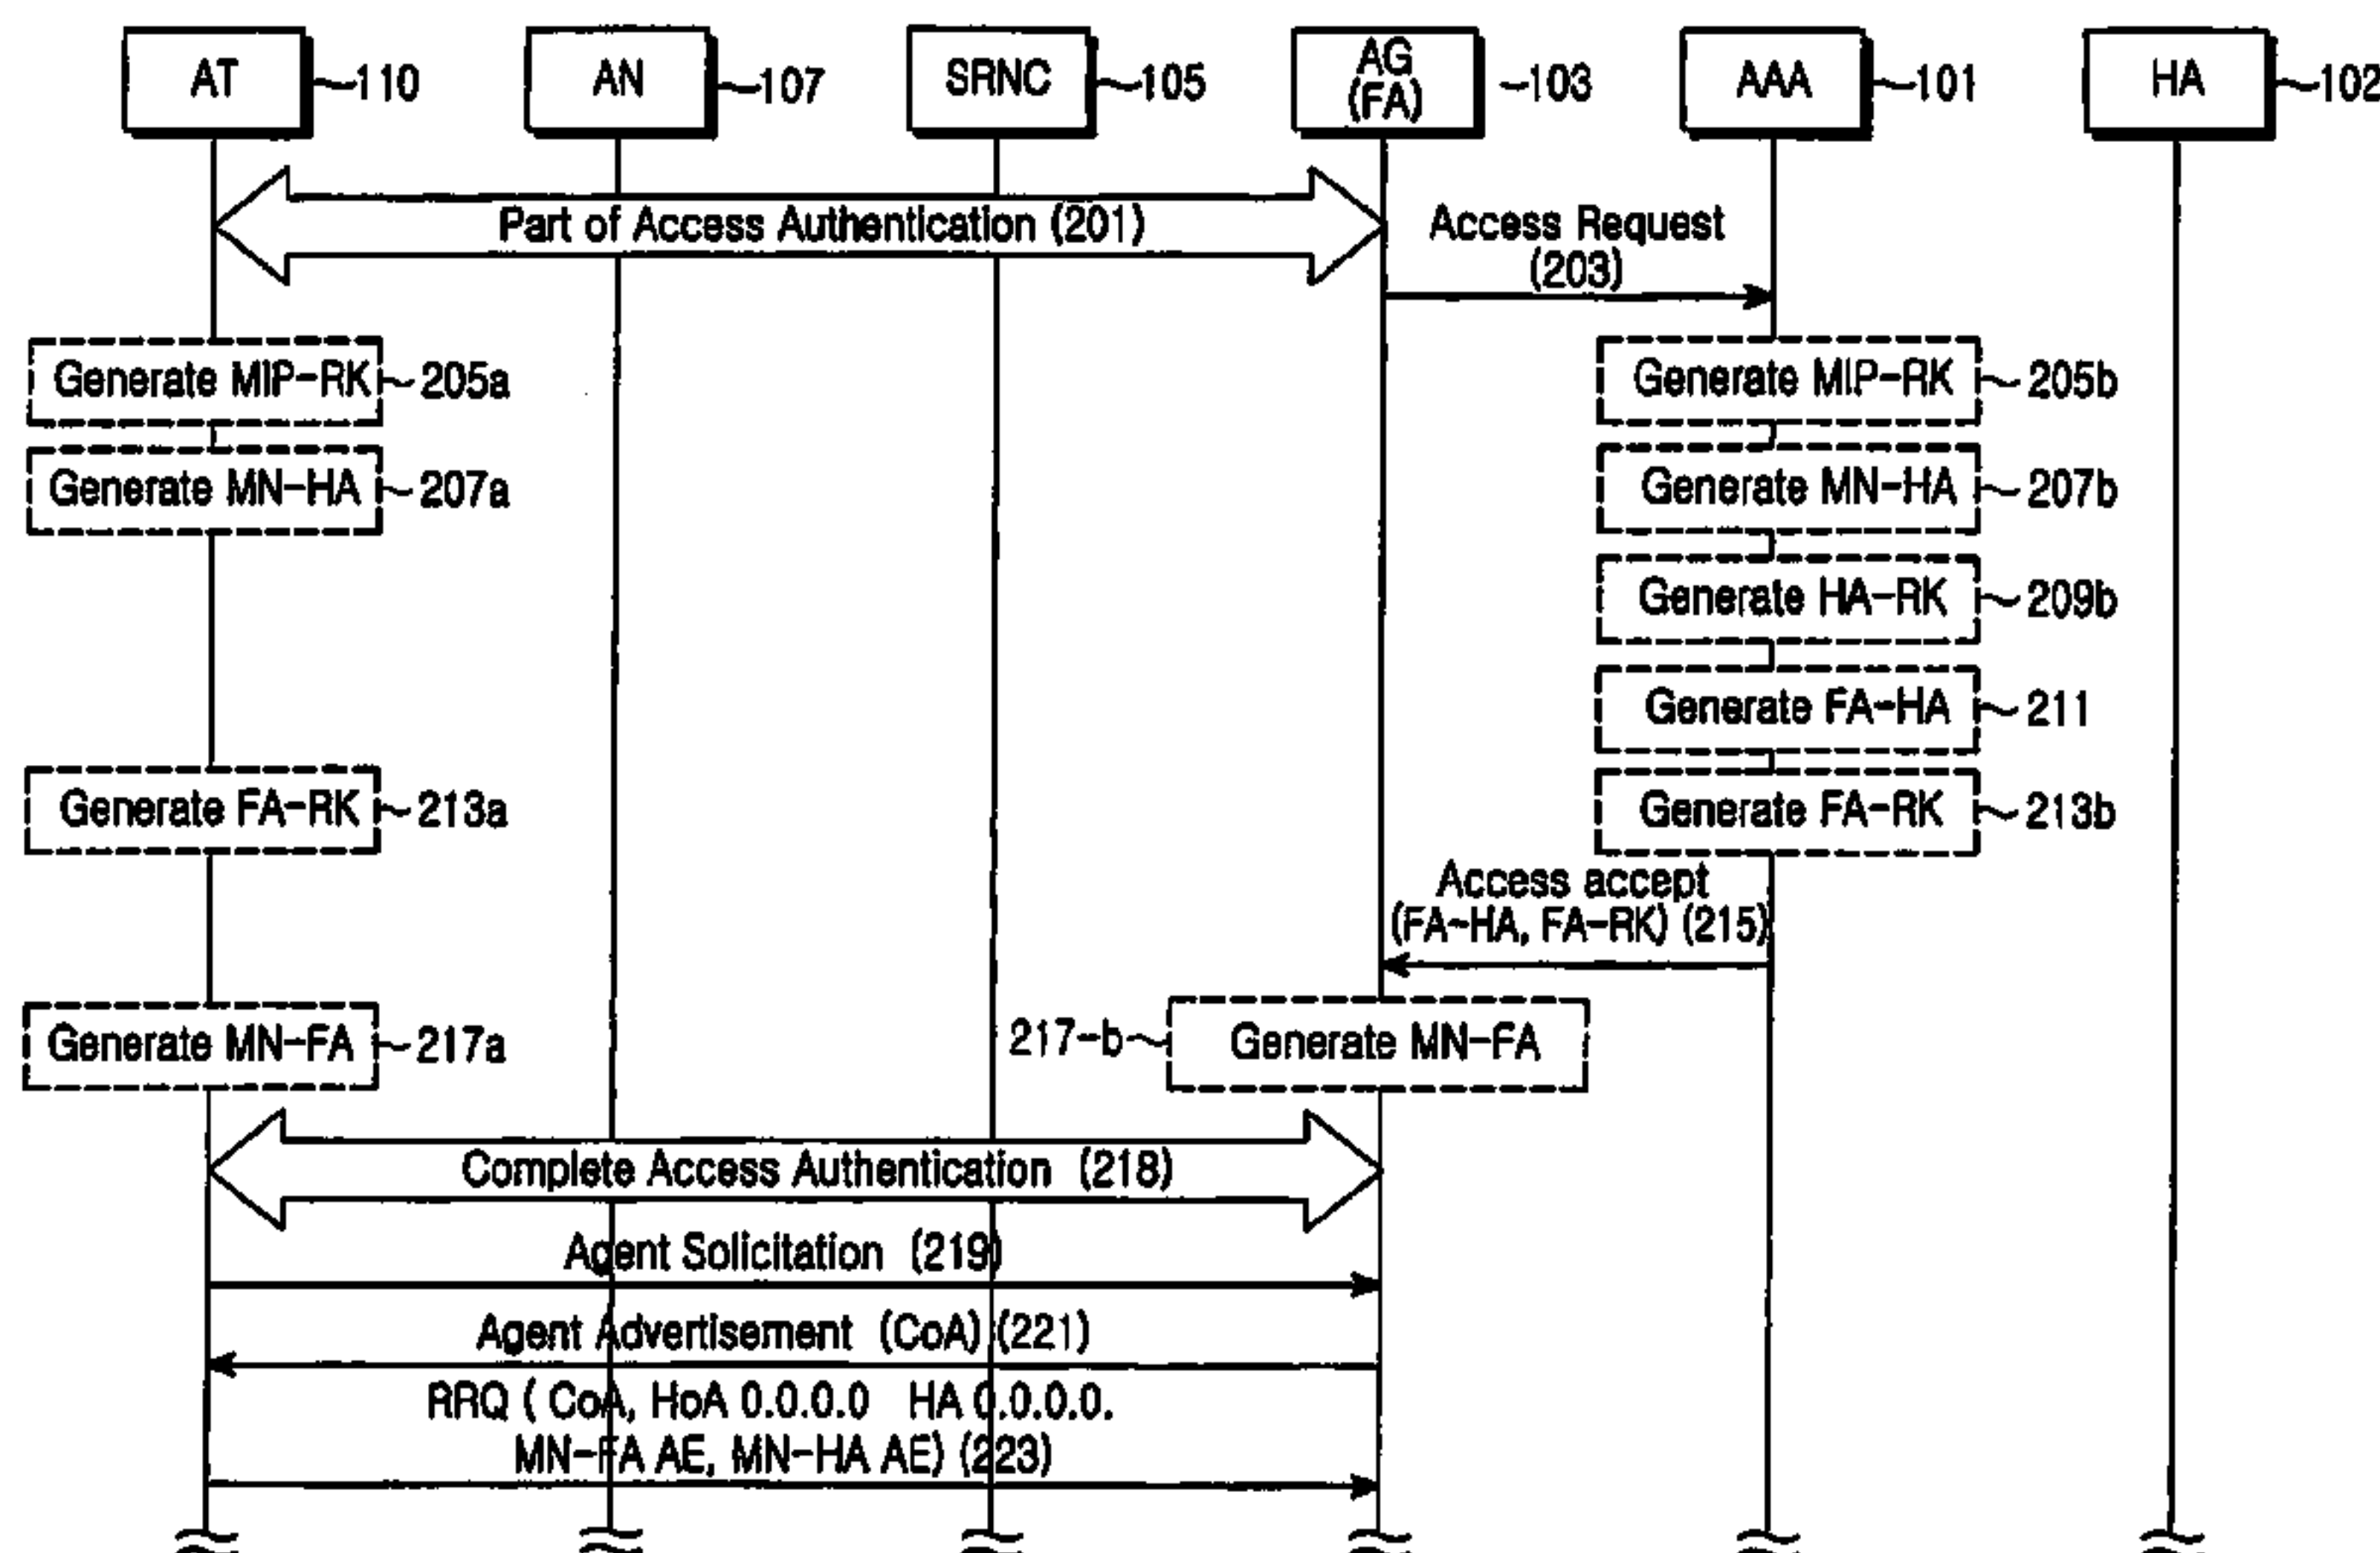 AT
110
AN
107
SRNC
105
AG
(FA)
103
AAA
101
HA
102
Part of Access Authentication (201)
Access Request
(203)
Generate MIP-RK
205a
Generate MIP-RK
205b
Generate MN-HA
207a
Generate MN-HA
207b
Generate HA-RK
209b
Generate FA-HA
211
Generate FA-RK
213a
Generate FA-RK
213b
Access accept
(FA-HA, FA-RK) (215)
Generate MN-FA
217a
217-b
Generate MN-FA
Complete Access Authentication (218)
Agent Solicitation (219)
Agent Advertisement (CoA) (221)
RRQ ( CoA, HoA 0.0.0.0 HA 0.0.0.0.
MN-FA AE, MN-HA AE) (223)